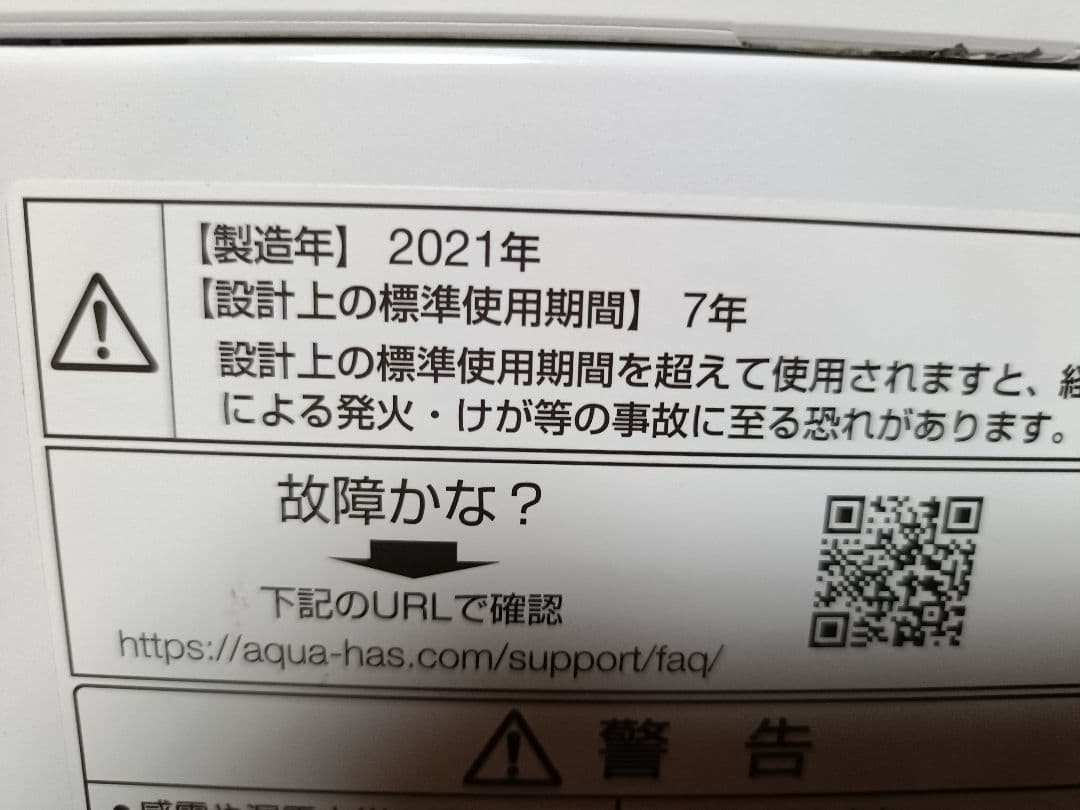 【製造年】 2021年
【設計上の標準使用期間】 7年
設計上の標準使用期間を超えて使用されますと、経
による発火・けが等の事故に至る恐れがあります。
故障かな？
下記のURLで確認
https://aqua-has.com/support/faq/
警 告